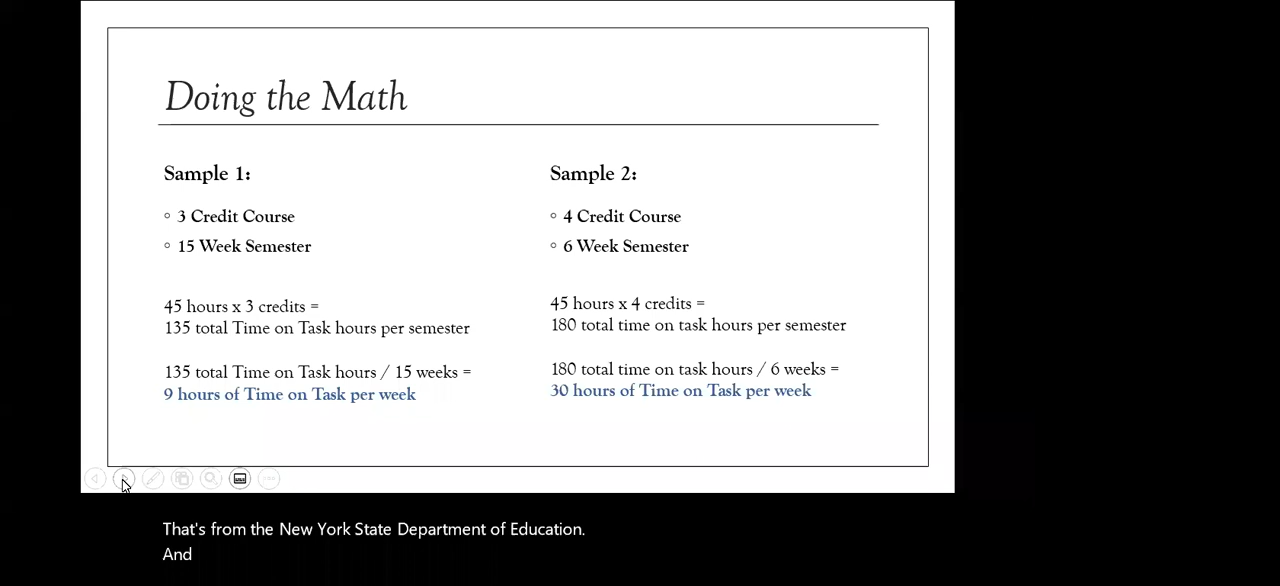 Doing the Math
Sample 1:
3 Credit Course
15 Week Semester
45 hours x 3 credits =
135 total Time on Task hours per semester
135 total Time on Task hours / 15 weeks =
9 hours of Time on Task per week
Sample 2:
4 Credit Course
6 Week Semester
45 hours x 4 credits =
180 total time on task hours per semester
180 total time on task hours / 6 weeks =
30 hours of Time on Task per week
That's from the New York State Department of Education.
And